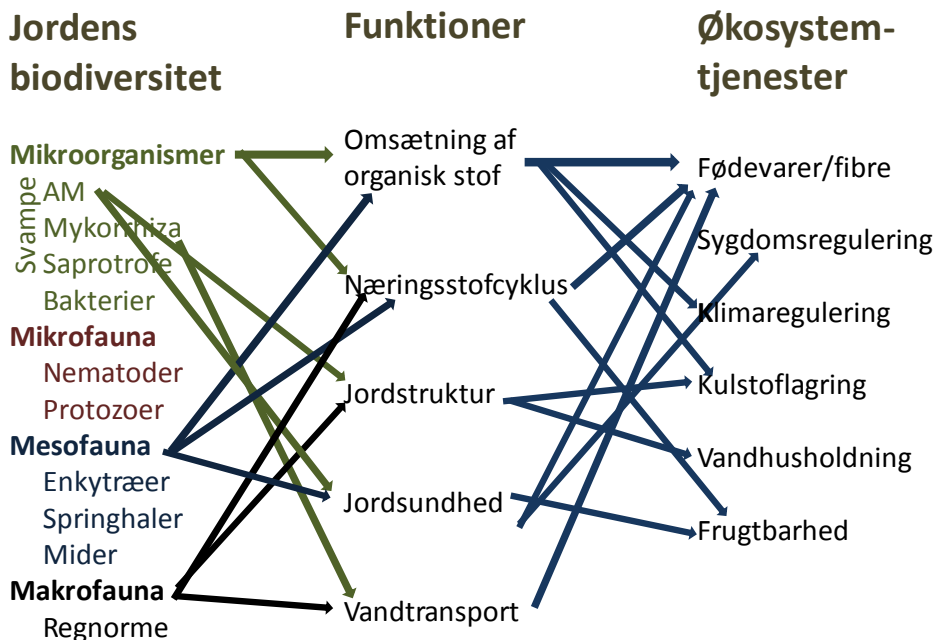 Jordens
biodiversitet
Mikroorganismer
Svampe
AM
Mykorrhiza
Saprotrofe
Bakterier
Mikrofauna
Nematoder
Protozoer
Mesofauna
Enkytræer
Springhaler
Mider
Makrofauna
Regnorme
Funktioner
Omsætning af
organisk stof
Næringsstofcyklus
Jordstruktur
Jordsundhed
Vandtransport
Økosystem-
tjenester
Fødevarer/fibre
Sygdomsregulering
Klimaregulering
Kulstoflagring
Vandhusholdning
Frugtbarhed